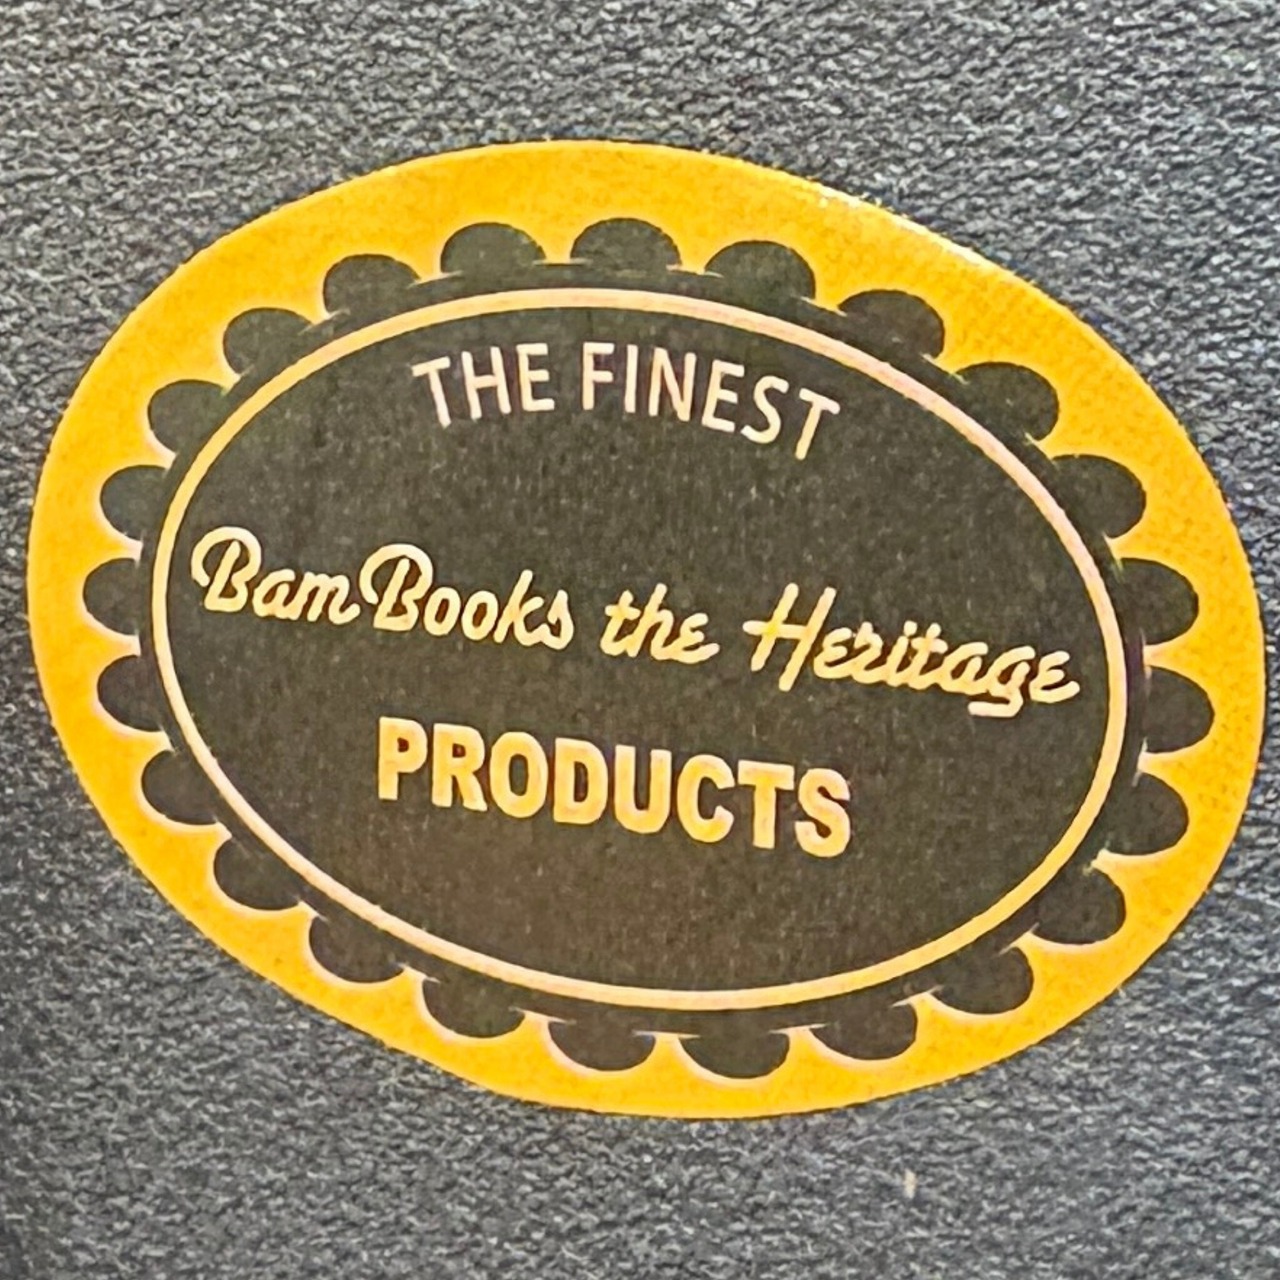 THE FINEST
BamBooks the Heritage
PRODUCTS